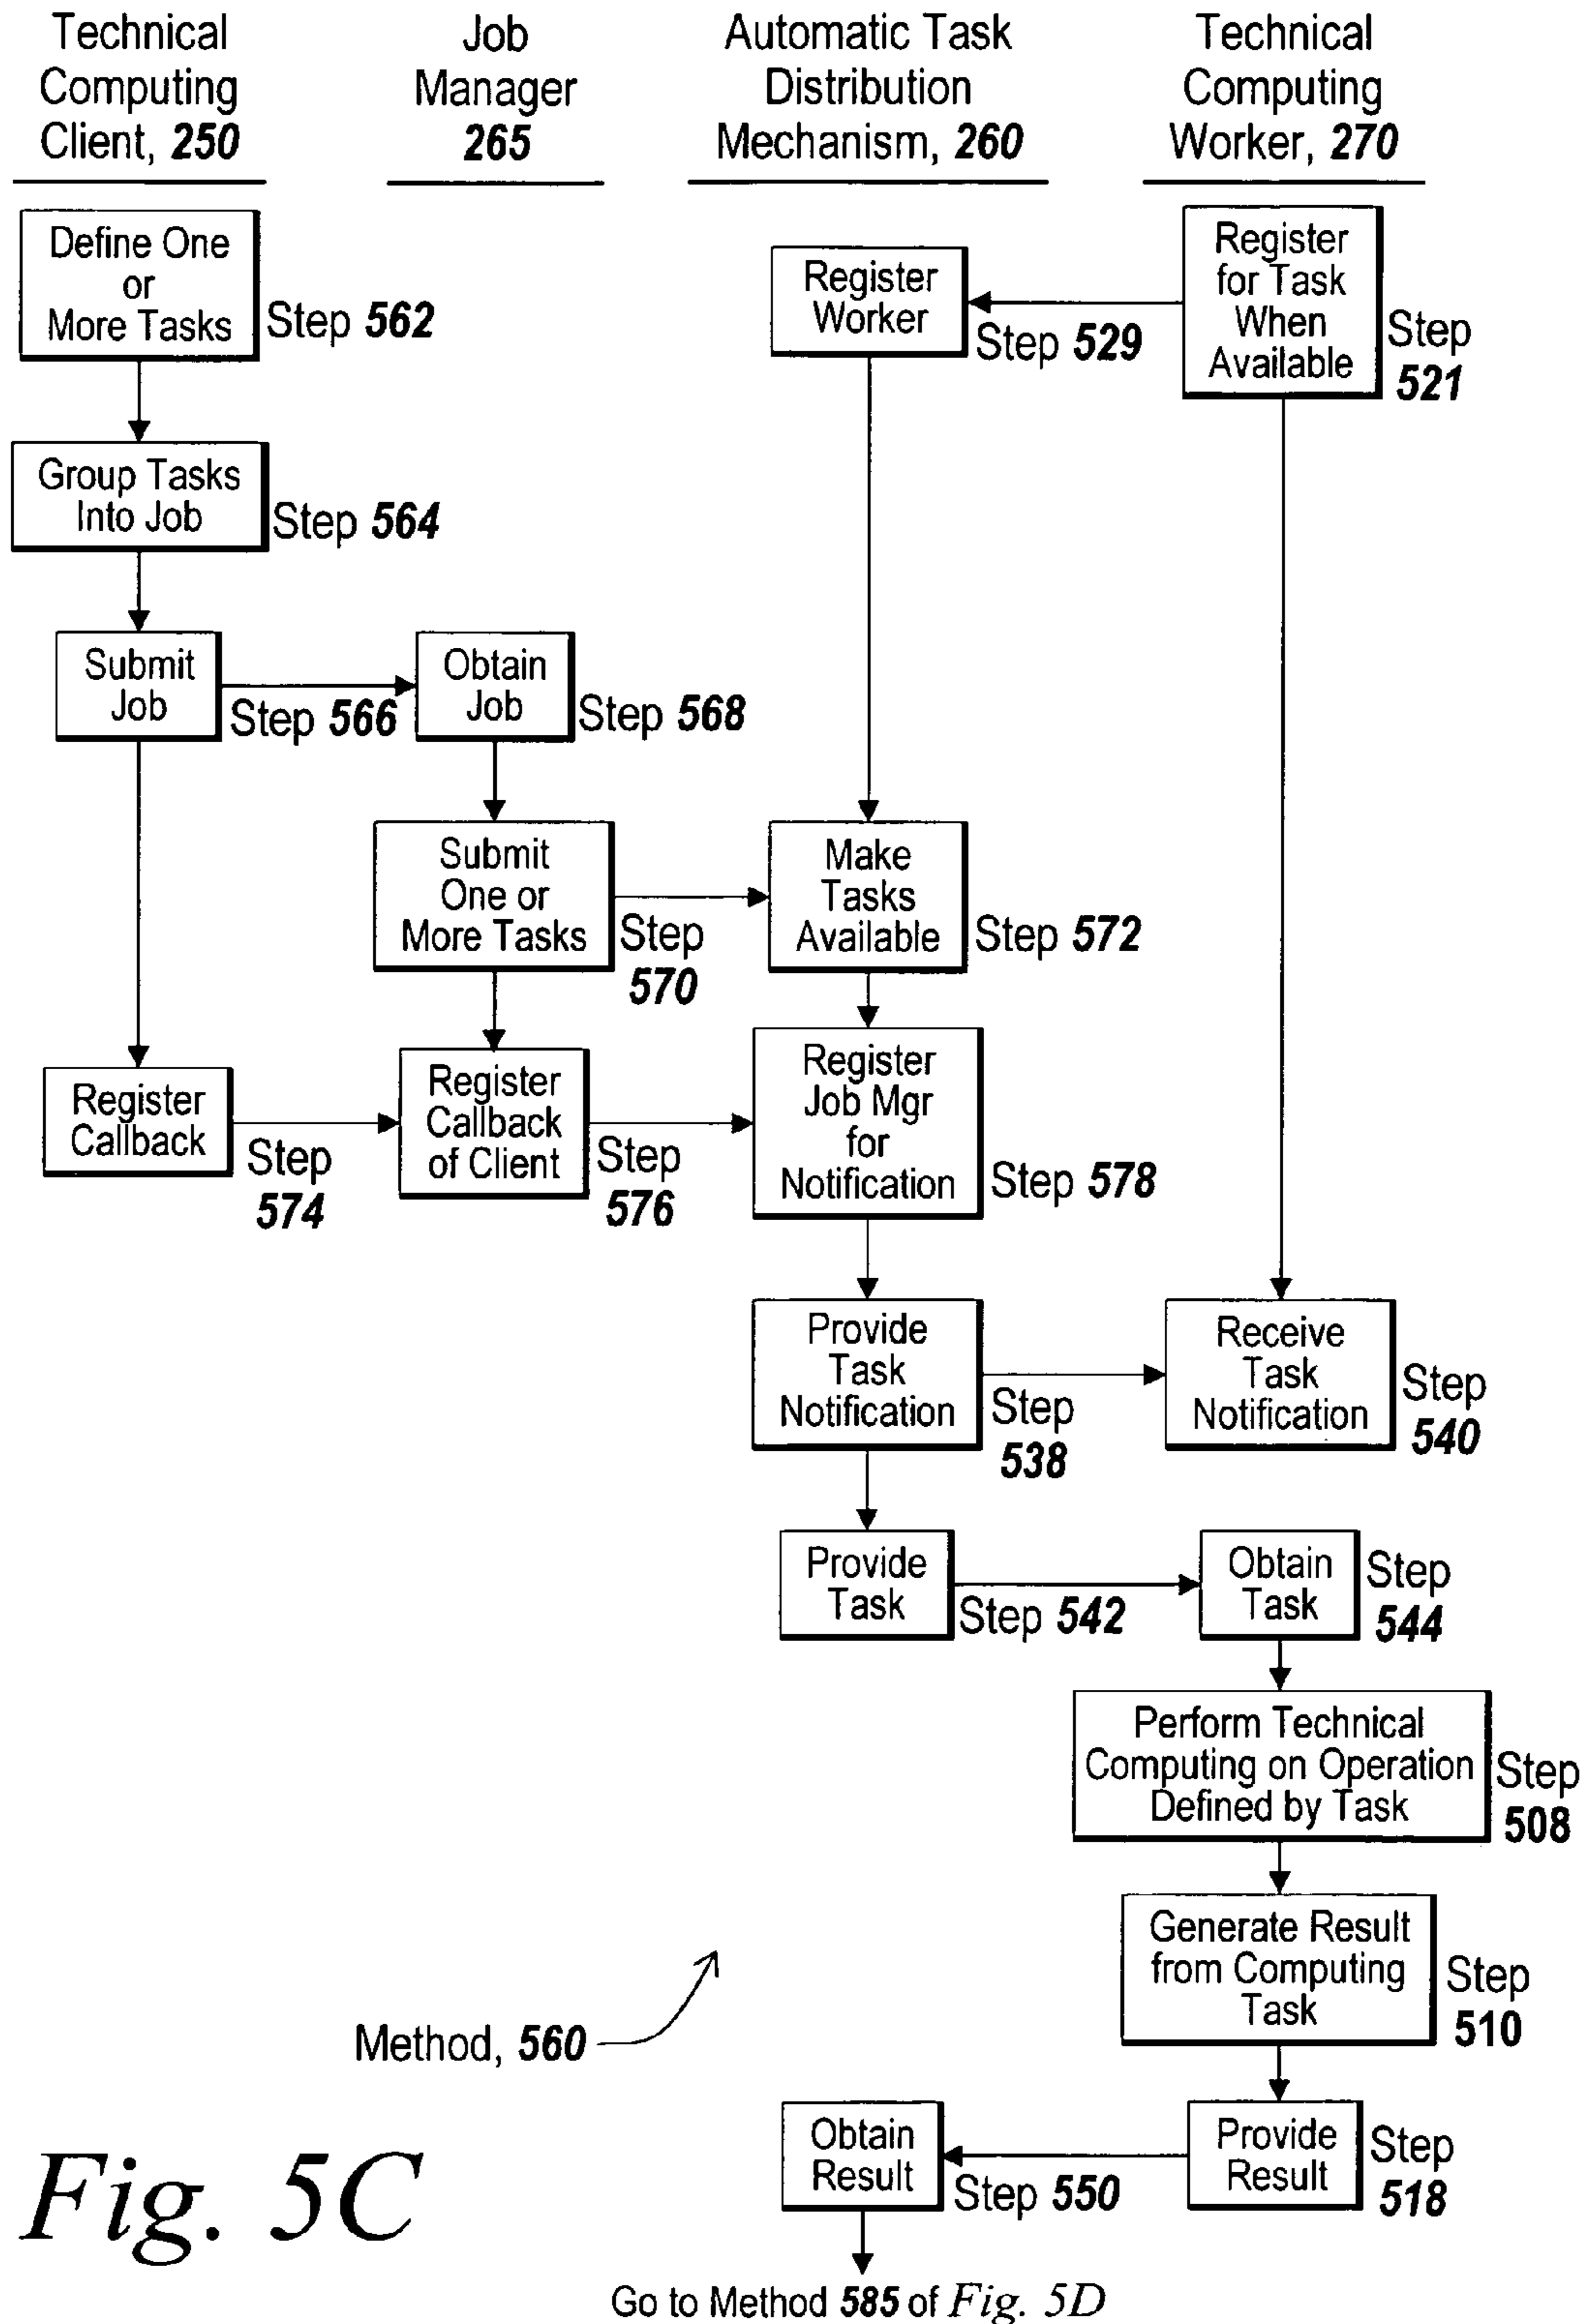 Technical
Computing
Client, 250
Job
Manager
265
Automatic Task
Distribution
Mechanism, 260
Technical
Computing
Worker, 270
Define One
or
More Tasks
Step 562
Register
Worker
Step 529
Register
for Task
When
Available
Step
521
Group Tasks
Into Job
Step 564
Submit
Job
Step 566
Obtain
Job
Step 568
Submit
One or
More Tasks
Step
570
Make
Tasks
Available
Step 572
Register
Callback
Step
574
Register
Callback
of Client
Step
576
Register
Job Mgr
for
Notification
Step 578
Provide
Task
Notification
Step
538
Receive
Task
Notification
Step
540
Provide
Task
Step 542
Obtain
Task
Step
544
Perform Technical
Computing on Operation
Defined by Task
Step
508
Generate Result
from Computing
Task
Step
510
Method, 560
Obtain
Result
Step 550
Provide
Result
Step
518
Go to Method 585 of Fig. 5D
Fig. 5C